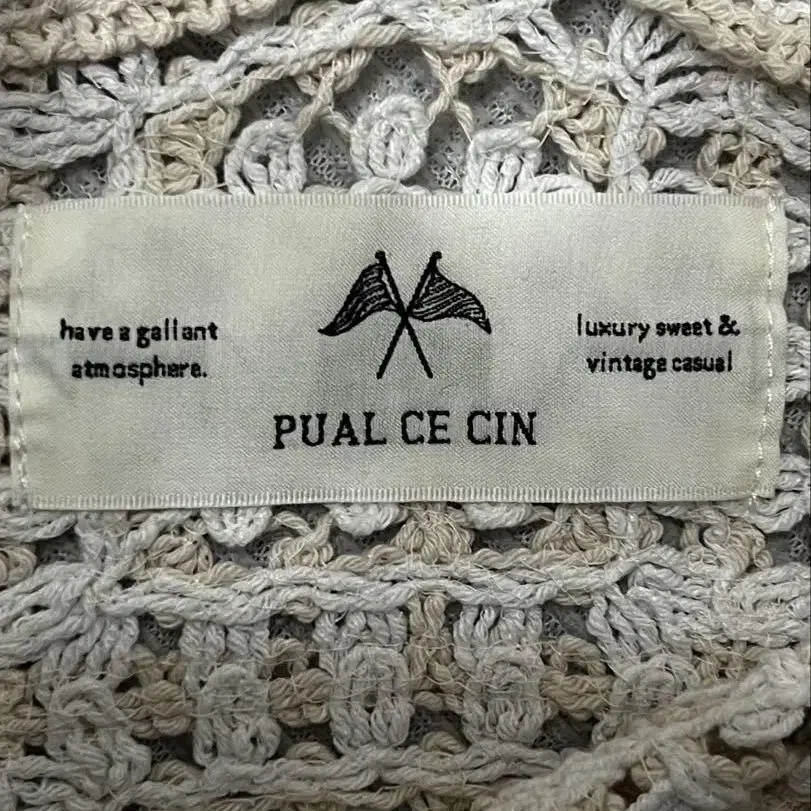 have a gallant
atmosphere.
PUAL CE CIN
luxury sweet &
vintage casual